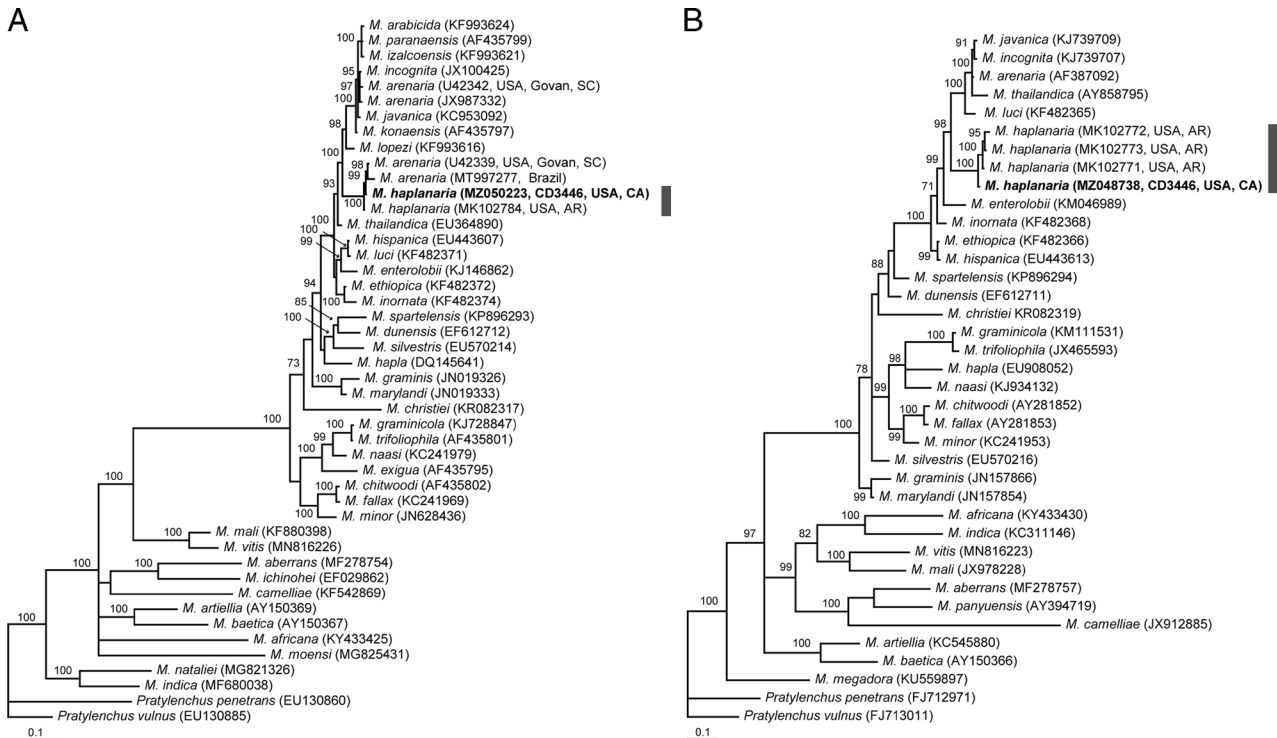 A
M. arabicida (KF993624)
M. paranaensis (AF435799)
100
M. izalcoensis (KF993621)
95
M. incognita (JX100425)
97
M. arenaria (U42342, USA, Govan, SC)
100
M. arenaria (JX987332)
M. javanica (KC953092)
98
M. konaensis (AF435797)
100
M. lopezi (KF993616)
98
M. arenaria (U42339, USA, Govan, SC)
99
M. arenaria (MT997277, Brazil)
93
M. haplanaria (MZ050223, CD3446, USA, CA)
M. haplanaria (MK102784, USA, AR)
M. thailandica (EU364890)
100
M. hispanica (EU443607)
99
M. luci (KF482371)
M. enterolobii (KJ146862)
94
M. ethiopica (KF482372)
100
M. inornata (KF482374)
85
M. spartelensis (KP896293)
100
M. dunensis (EF612712)
M. silvestris (EU570214)
73
M. hapla (DQ145641)
100
M. graminis (JN019326)
M. marylandi (JN019333)
M. christiei (KR082317)
100
100
M. graminicola (KJ728847)
99
M. trifoliophila (AF435801)
100
M. naasi (KC241979)
M. exigua (AF435795)
100
M. chitwoodi (AF435802)
M. fallax (KC241969)
100
M. minor (JN628436)
100
100
M. mali (KF880398)
M. vitis (MN816226)
100
100
M. aberrans (MF278754)
M. ichinohei (EF029862)
M. camelliae (KF542869)
100
M. artiellia (AY150369)
100
M. baetica (AY150367)
M. africana (KY433425)
M. moensi (MG825431)
100
M. nataliei (MG821326)
M. indica (MF680038)
Pratylenchus penetrans (EU130860)
Pratylenchus vulnus (EU130885)
0.1
B
91
M. javanica (KJ739709)
M. incognita (KJ739707)
100
M. arenaria (AF387092)
100
M. thailandica (AY858795)
M. luci (KF482365)
95
M. haplanaria (MK102772, USA, AR)
98
100
M. haplanaria (MK102773, USA, AR)
99
100
M. haplanaria (MK102771, USA, AR)
71
M. haplanaria (MZ048738, CD3446, USA, CA)
M. enterolobii (KM046989)
100
M. inornata (KF482368)
M. ethiopica (KF482366)
99
M. hispanica (EU443613)
88
M. spartelensis (KP896294)
M. dunensis (EF612711)
M. christiei KR082319)
100
M. graminicola (KM111531)
M. trifoliophila (JX465593)
98
M. hapla (EU908052)
78
99
M. naasi (KJ934132)
100
M. chitwoodi (AY281852)
M. fallax (AY281853)
100
99
M. minor (KC241953)
M. silvestris (EU570216)
M. graminis (JN157866)
99
M. marylandi (JN157854)
100
M. africana (KY433430)
97
82
M. indica (KC311146)
100
M. vitis (MN816223)
99
M. mali (JX978228)
M. aberrans (MF278757)
100
100
M. panyuensis (AY394719)
M. camelliae (JX912885)
100
M. artiellia (KC545880)
M. baetica (AY150366)
M. megadora (KU559897)
Pratylenchus penetrans (FJ712971)
Pratylenchus vulnus (FJ713011)
0.1